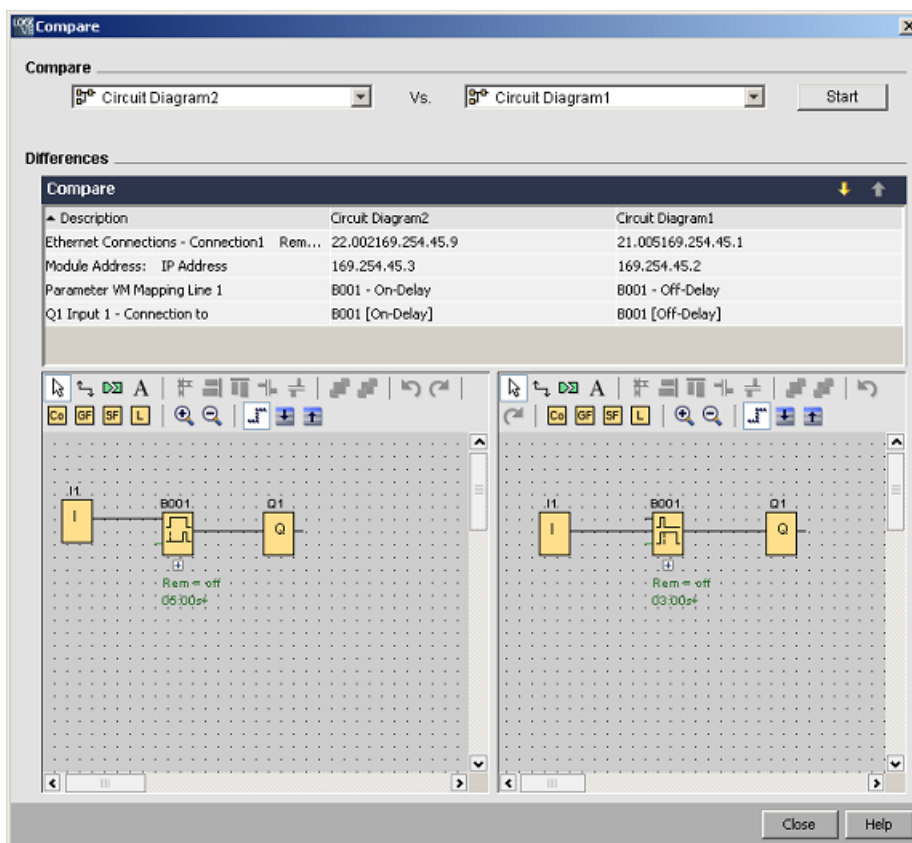 Compare
Compare
Circuit Diagram2 Vs. Circuit Diagram1 Start
Differences
Compare
Description Circuit Diagram2 Circuit Diagram1
Ethernet Connections - Connection1 Rem... 22.002169.254.45.9 21.005169.254.45.1
Module Address: IP Address 169.254.45.3 169.254.45.2
Parameter VM Mapping Line 1 B001 - On-Delay B001 - Off-Delay
Q1 Input 1 - Connection to B001 [On-Delay] B001 [Off-Delay]
A A
Co GF SF L Co GF SF L
I1 B001 Q1 I1 B001 Q1
I Q I Q
Rem = off Rem = off
05:00s+ 03:00s+
Close Help